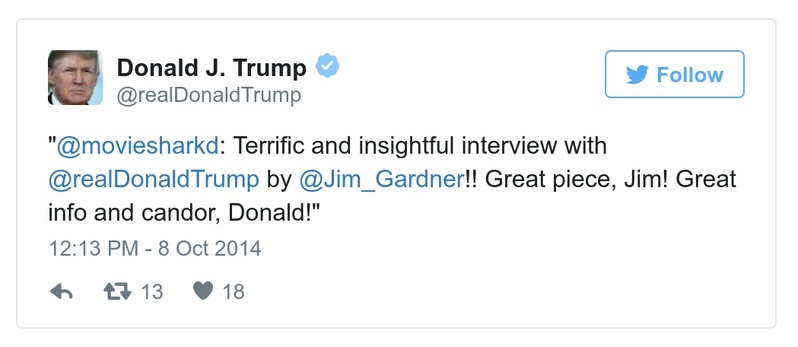 Donald J. Trump
Follow
@realDonaldTrump
"@moviesharkd: Terrific and insightful interview with
@realDonaldTrump by @Jim_Gardner!! Great piece, Jim! Great
info and candor, Donald!"
12:13 PM - 8 Oct 2014
13 18